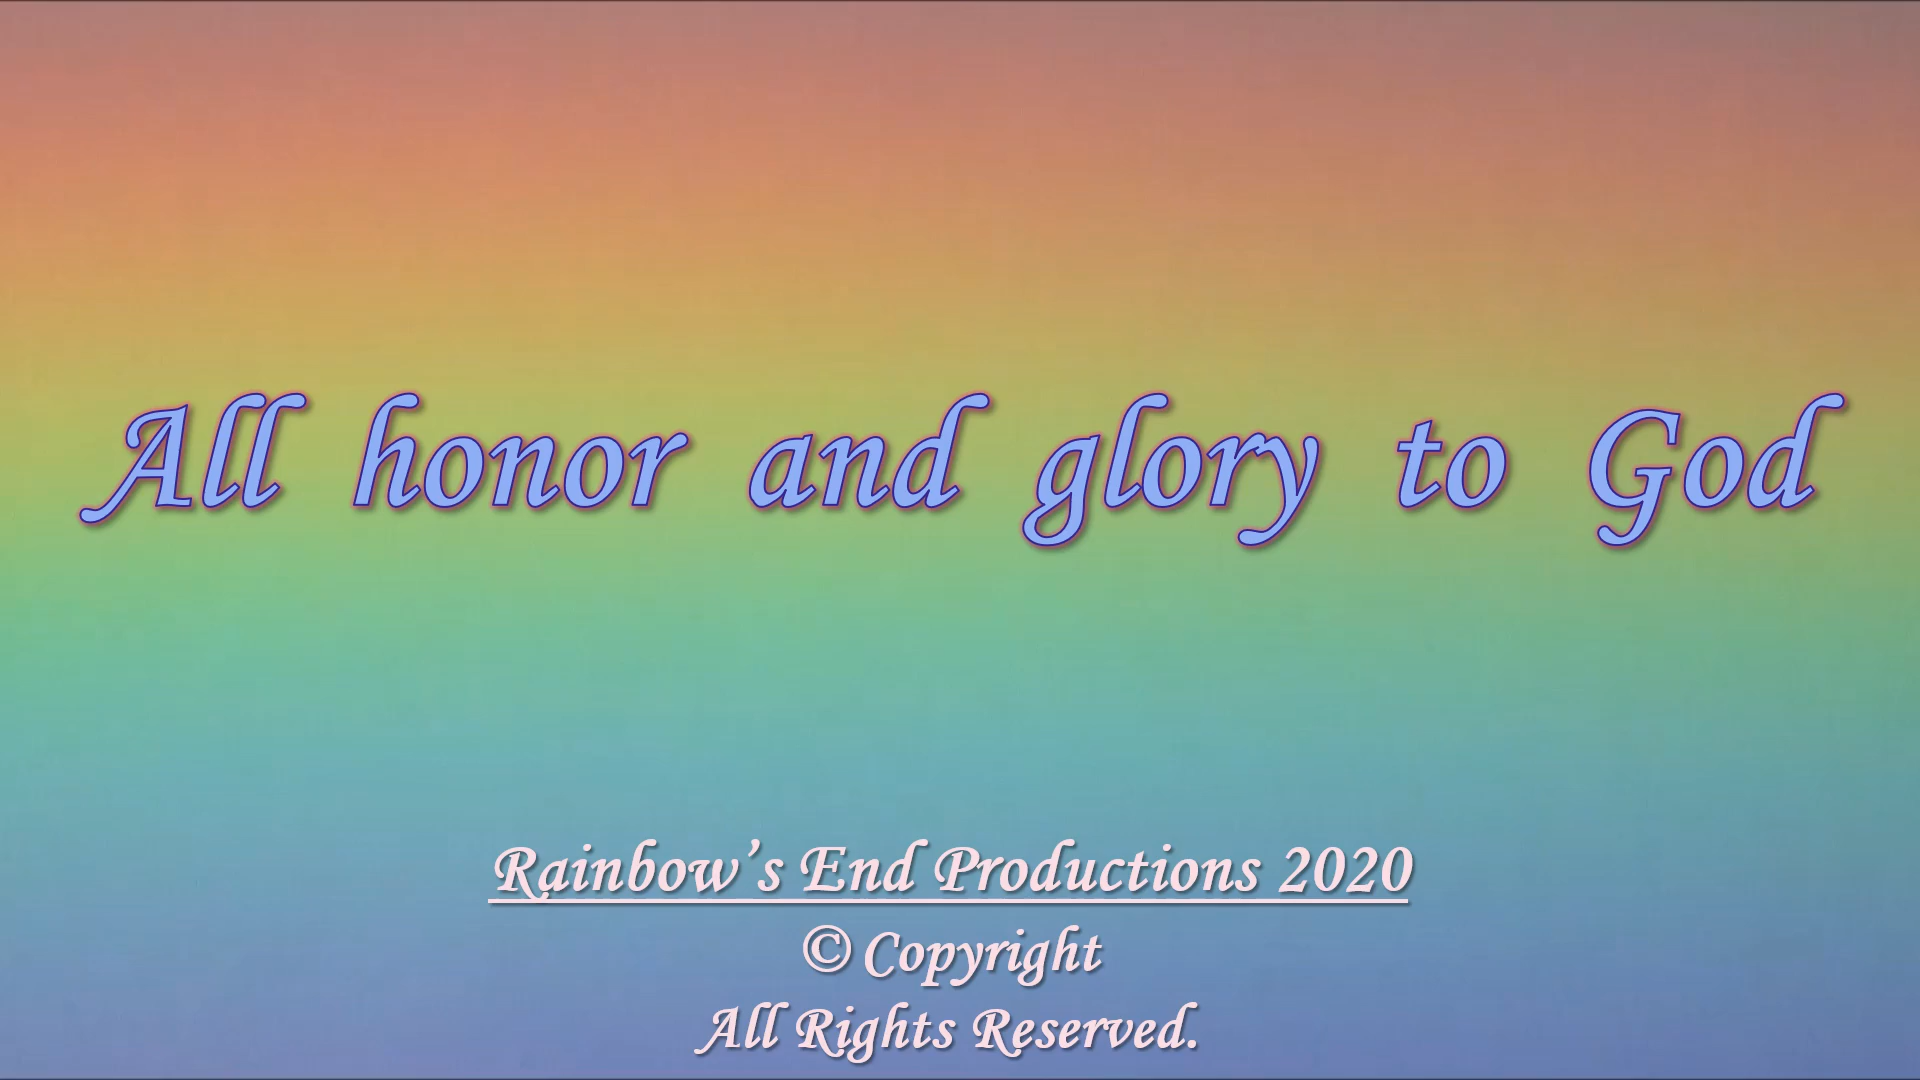 All honor and glory to God
Rainbow’s End Productions 2020
© Copyright
All Rights Reserved.